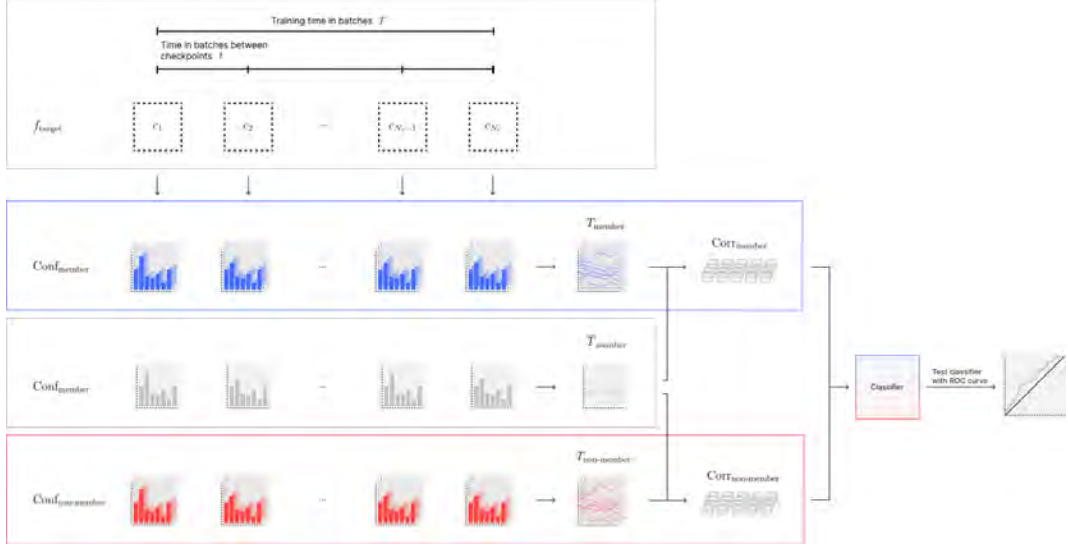 Training time in batches T
Time in batches between
checkpoints t
f_target
c_1
c_2
...
c_{N_c-1}
c_{N_c}
T_member
Corr_member
Conf_member
...
T_member
Conf_member
...
Classifier
Test classifier
with ROC curve
T_non-member
Corr_non-member
Conf_non-member
...